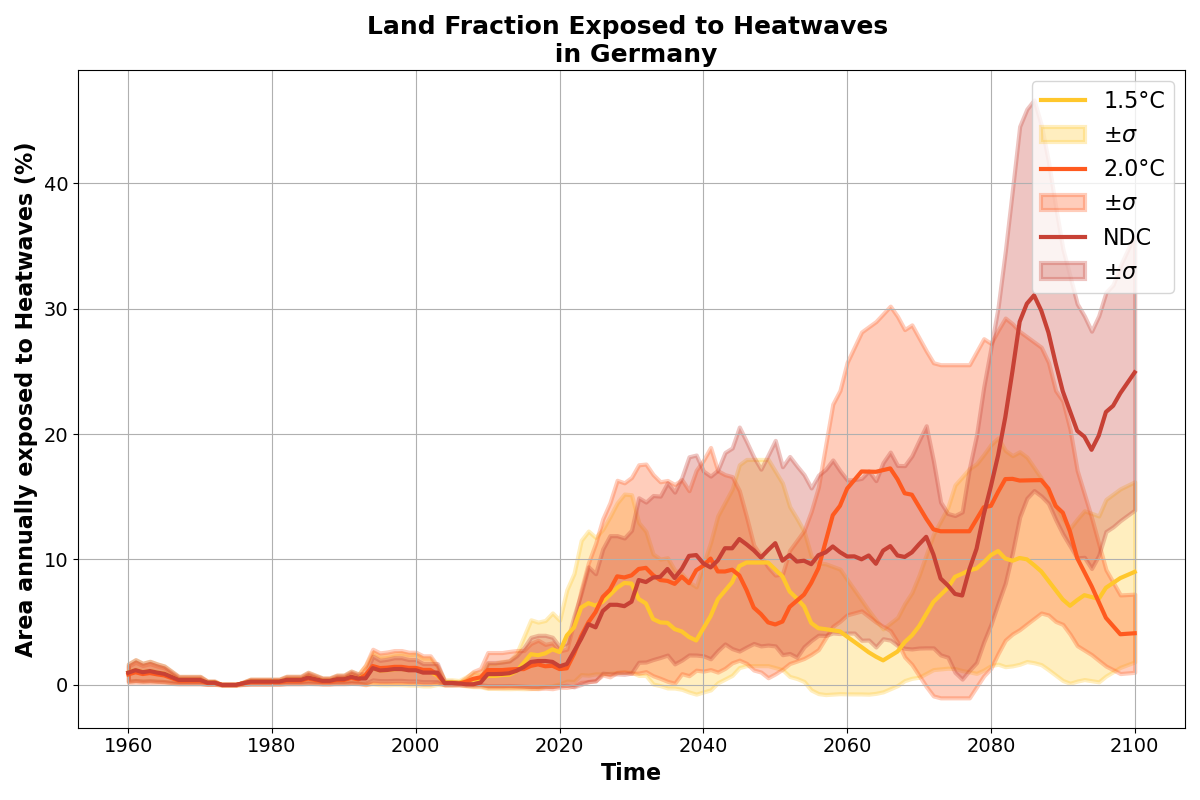 Land Fraction Exposed to Heatwaves
in Germany
Area annually exposed to Heatwaves (%)
40
30
20
10
0
1960 1980 2000 2020 2040 2060 2080 2100
Time
1.5°C
±σ
2.0°C
±σ
NDC
±σ